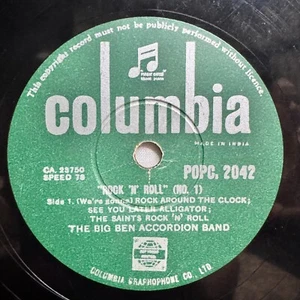 This copyright record must not be publicly performed without licence.
columbia
MADE IN INDIA
CA. 23750
SPEED 78
POPC. 2042
"ROCK 'N' ROLL" (NO. 1)
Side 1. (We're gonna) ROCK AROUND THE CLOCK;
SEE YOU LATER ALLIGATOR;
THE SAINTS ROCK 'N' ROLL
THE BIG BEN ACCORDION BAND
COLUMBIA GRAPHOPHONE CO. LTD.